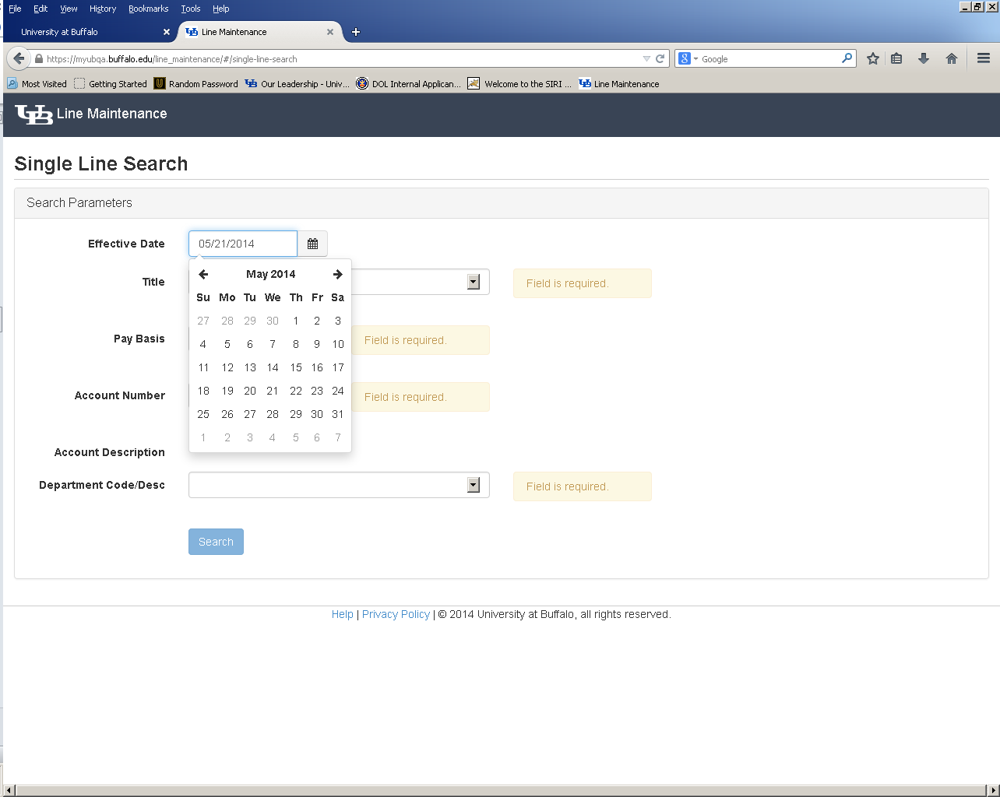 File Edit View History Bookmarks Tools Help
University at Buffalo Line Maintenance
https://myubqa.buffalo.edu/line_maintenance/#/single-line-search Google
Most Visited Getting Started Random Password Our Leadership - Univ... DOL Internal Applican... Welcome to the SIRI ... Line Maintenance
UB Line Maintenance
Single Line Search
Search Parameters
Effective Date 05/21/2014
May 2014
Su Mo Tu We Th Fr Sa
27 28 29 30 1 2 3
4 5 6 7 8 9 10
11 12 13 14 15 16 17
18 19 20 21 22 23 24
25 26 27 28 29 30 31
1 2 3 4 5 6 7
Title Field is required.
Pay Basis Field is required.
Account Number Field is required.
Account Description
Department Code/Desc Field is required.
Search
Help | Privacy Policy | © 2014 University at Buffalo, all rights reserved.